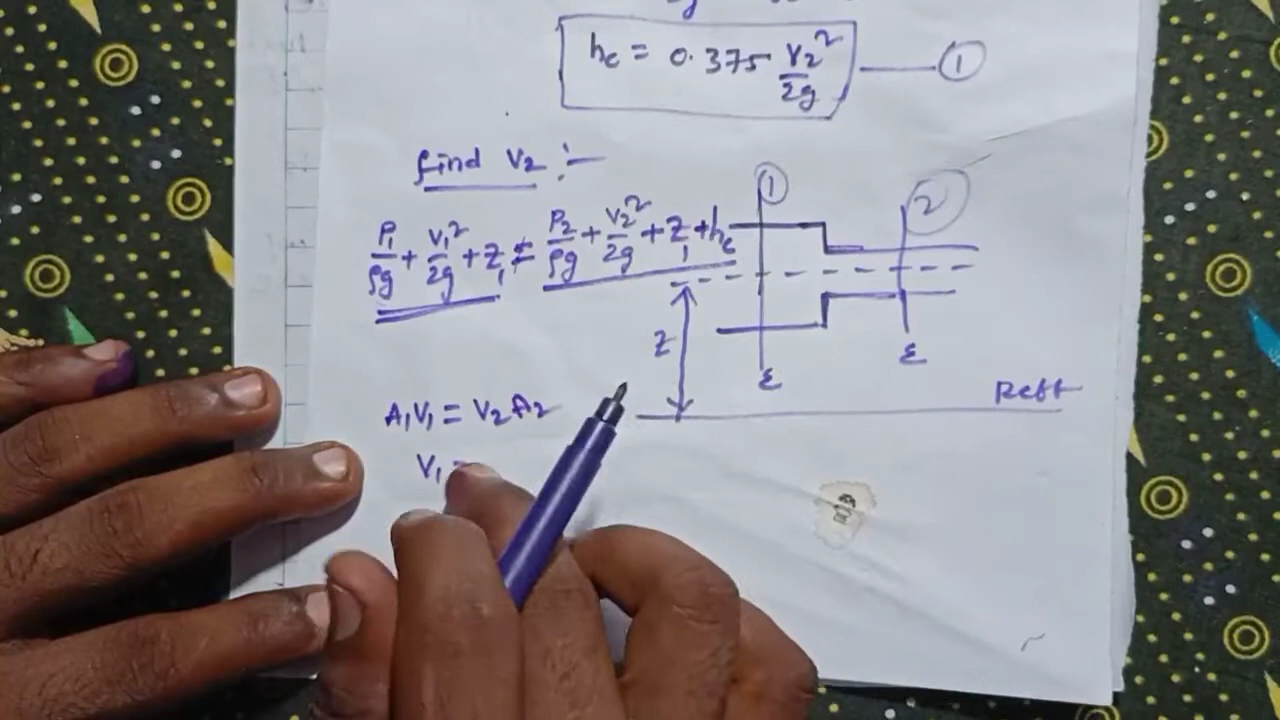 hc = 0.375 V2²/2g ①
find V2 :-
P1/ρg + V1²/2g + Z1 = P2/ρg + V2²/2g + Z1 + hc
① ②
Z
ε ε
Reff
A1V1 = V2A2
V1 =